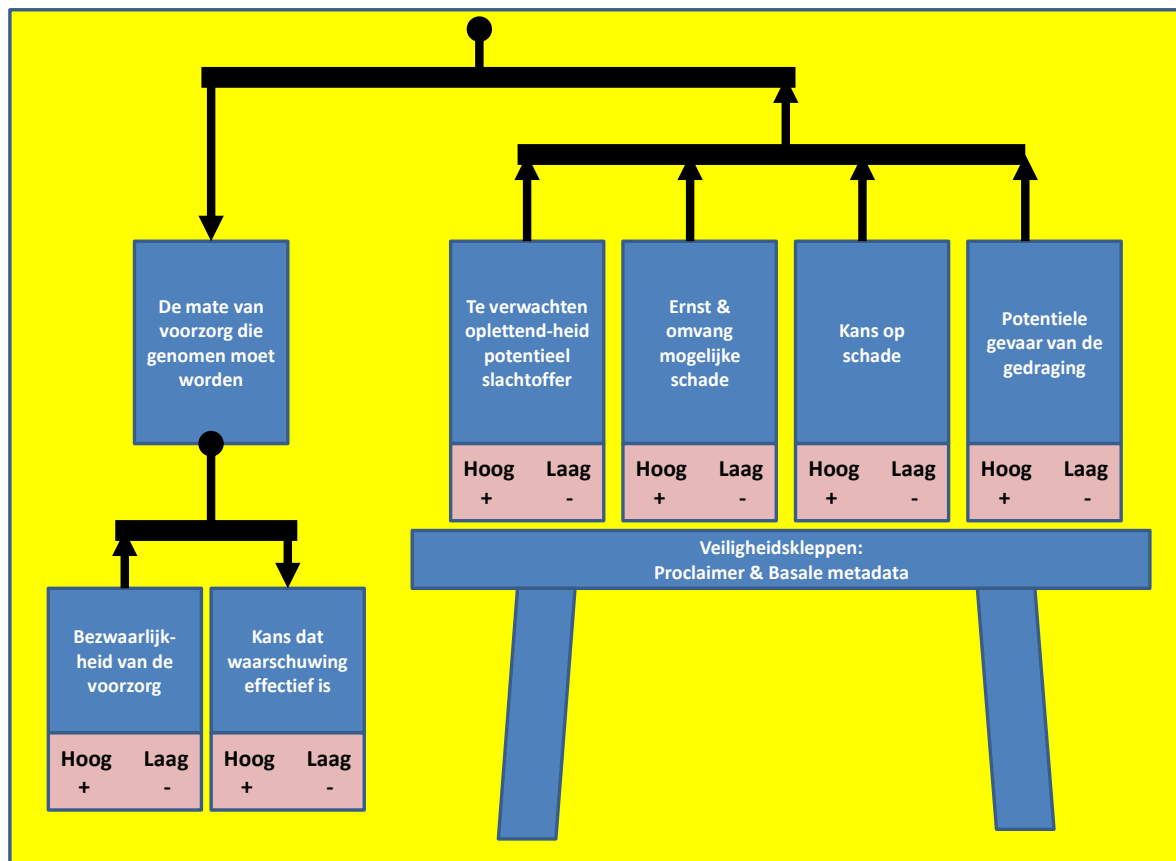 De mate van
voorzorg die
genomen moet
worden
Te verwachten
oplettend-heid
potentieel
slachtoffer
Ernst &
omvang
mogelijke
schade
Kans op
schade
Potentiele
gevaar van de
gedraging
Hoog Laag
+ -
Hoog Laag
+ -
Hoog Laag
+ -
Hoog Laag
+ -
Veiligheidskleppen:
Proclaimer & Basale metadata
Bezwaarlijk-
heid van de
voorzorg
Kans dat
waarschuwing
effectief is
Hoog Laag
+ -
Hoog Laag
+ -